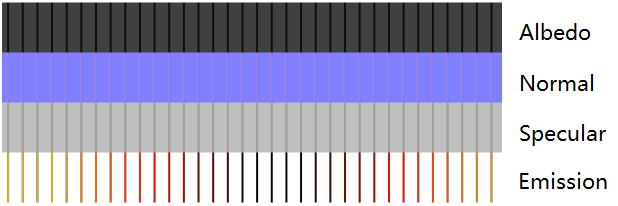 Albedo
Normal
Specular
Emission